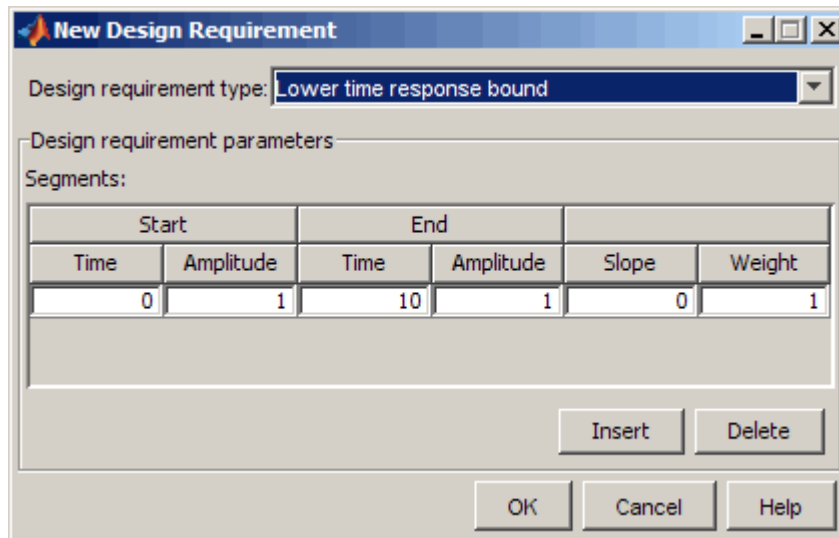 New Design Requirement
Design requirement type: Lower time response bound
Design requirement parameters
Segments:
Start End
Time Amplitude Time Amplitude Slope Weight
0 1 10 1 0 1
Insert Delete
OK Cancel Help